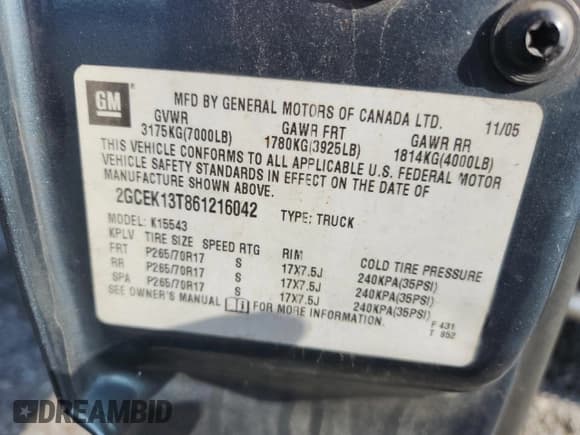 GM
MFD BY GENERAL MOTORS OF CANADA LTD. 11/05
GVWR GAWR FRT GAWR RR
3175KG(7000LB) 1780KG(3925LB) 1814KG(4000LB)
THIS VEHICLE CONFORMS TO ALL APPLICABLE U.S. FEDERAL MOTOR
VEHICLE SAFETY STANDARDS IN EFFECT ON THE DATE OF
MANUFACTURE SHOWN ABOVE.
2GCEK13T861216042 TYPE: TRUCK
MODEL: K15543
KPLV TIRE SIZE SPEED RTG RIM COLD TIRE PRESSURE
FRT P265/70R17 S 17X7.5J 240KPA(35PSI)
RR P265/70R17 S 17X7.5J 240KPA(35PSI)
SPA P265/70R17 S 17X7.5J 240KPA(35PSI)
SEE OWNER'S MANUAL FOR MORE INFORMATION.
F 431
T 852
DREAMBID